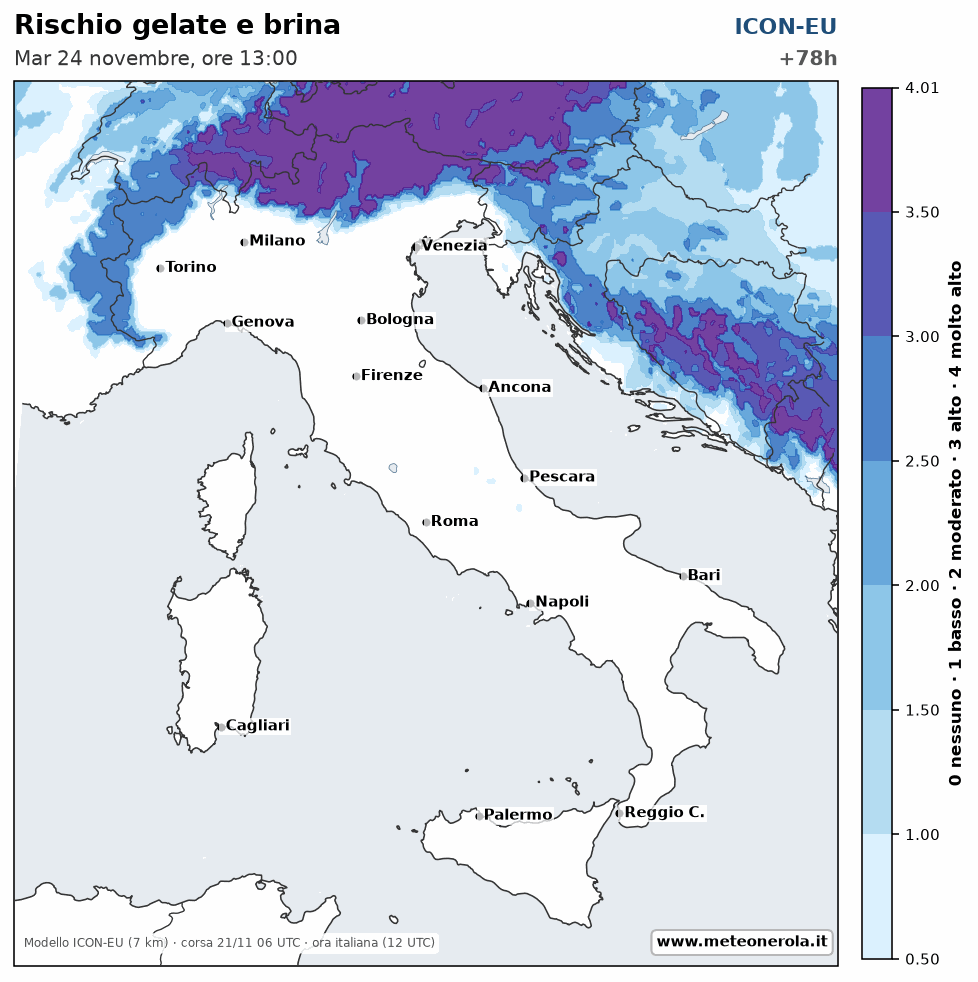 Rischio gelate e brina
ICON-EU
Mar 24 novembre, ore 13:00
+78h
4.01
3.50
3.00
2.50
2.00
1.50
1.00
0.50
0 nessuno · 1 basso · 2 moderato · 3 alto · 4 molto alto
Milano
Venezia
Torino
Genova
Bologna
Firenze
Ancona
Pescara
Roma
Bari
Napoli
Cagliari
Palermo
Reggio C.
Modello ICON-EU (7 km) · corsa 21/11 06 UTC · ora italiana (12 UTC)
www.meteonerola.it